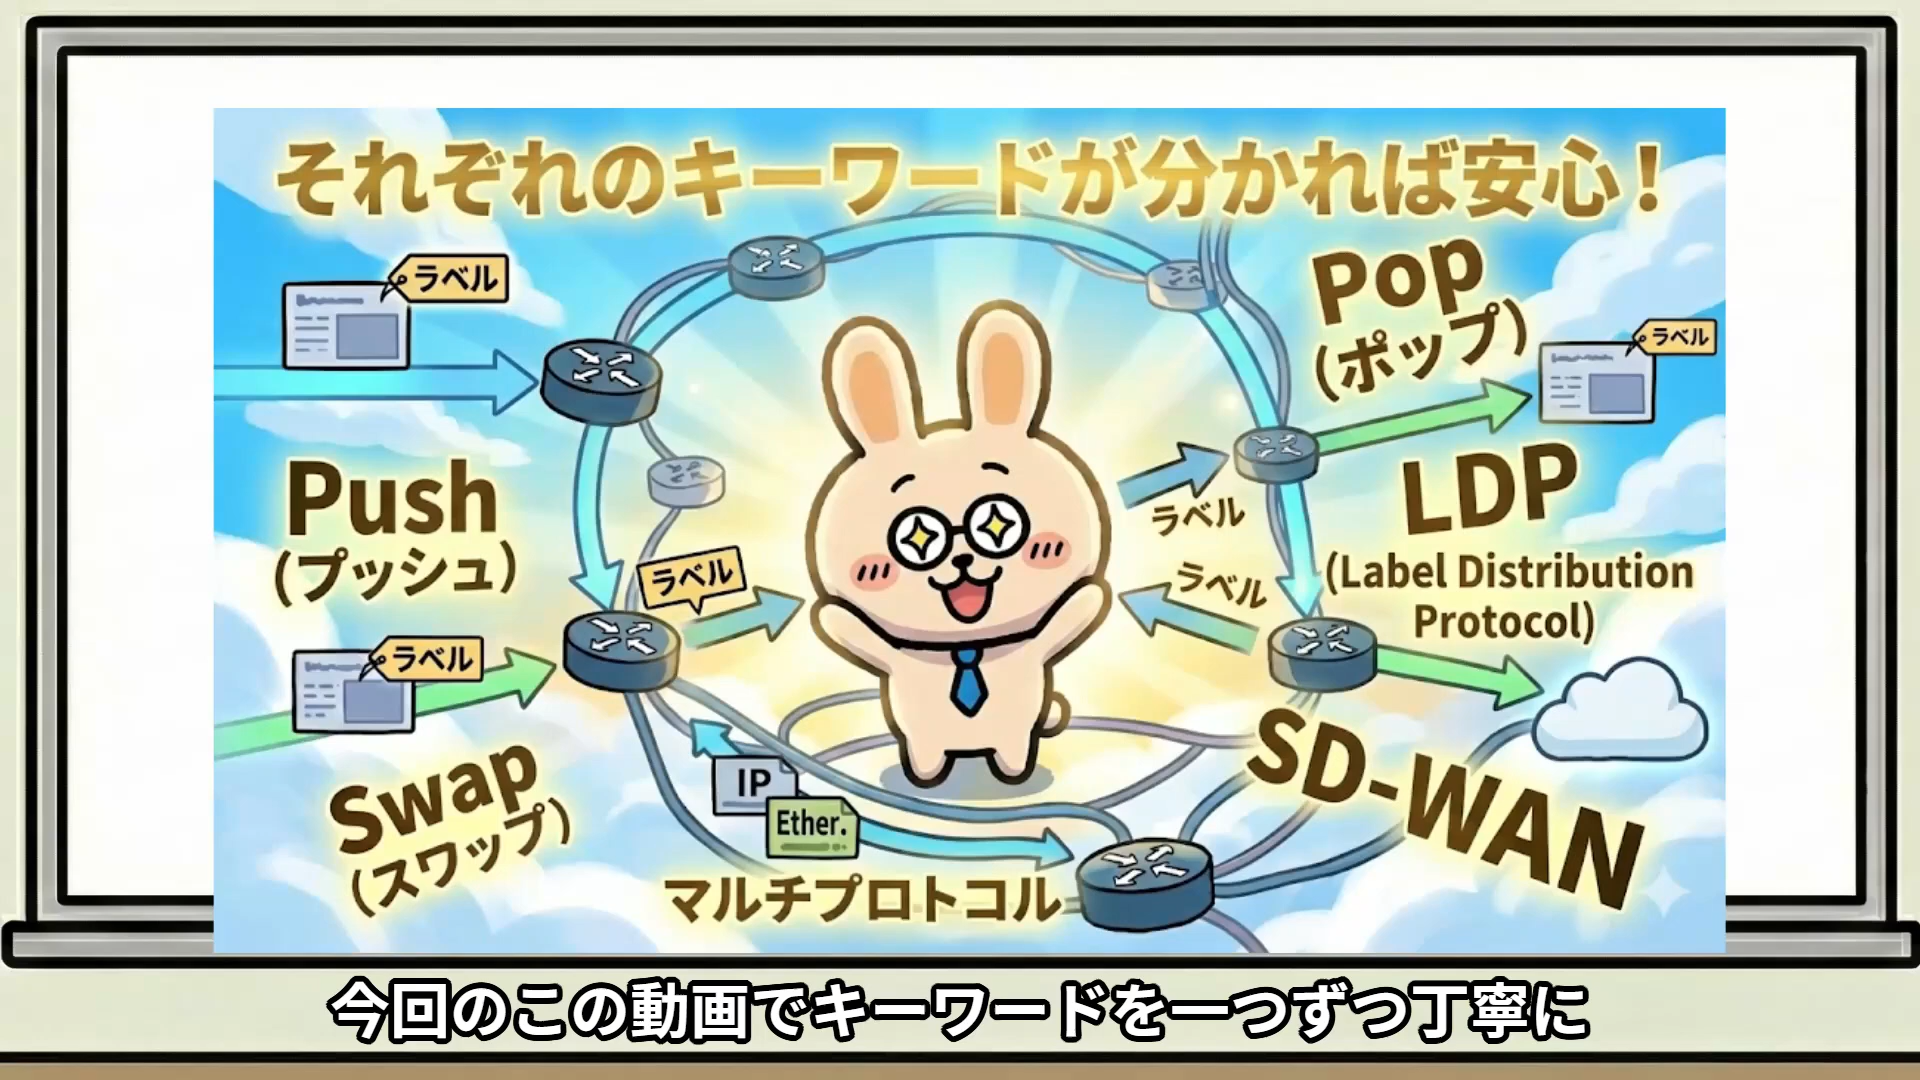 それぞれのキーワードが分かれば安心！
ラベル
Pop
(ポップ)
ラベル
Push
(プッシュ)
ラベル
LDP
(Label Distribution
Protocol)
ラベル
ラベル
ラベル
Swap
(スワップ)
IP
Ether.
マルチプロトコル
SD-WAN
今回のこの動画でキーワードを一つずつ丁寧に